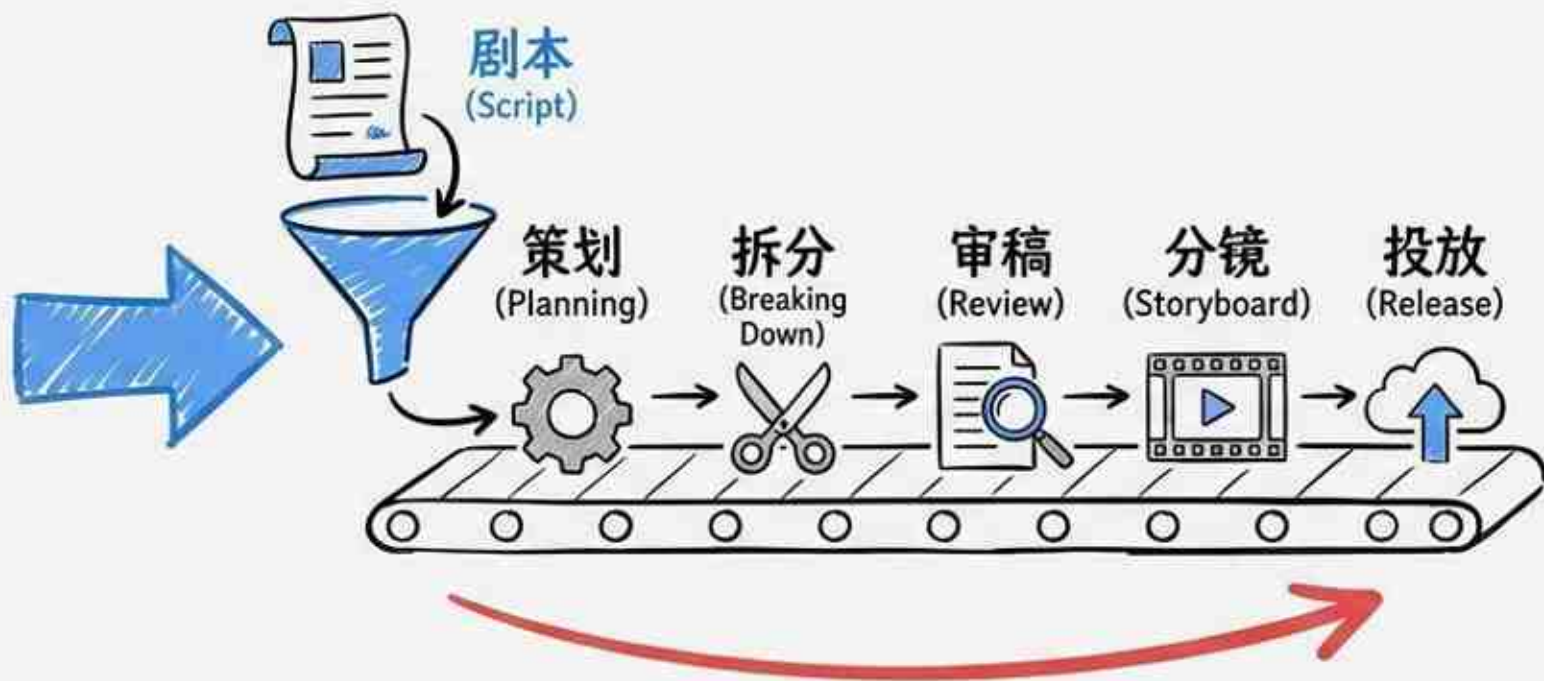 剧本
(Script)
策划
(Planning)
拆分
(Breaking
Down)
审稿
(Review)
分镜
(Storyboard)
投放
(Release)